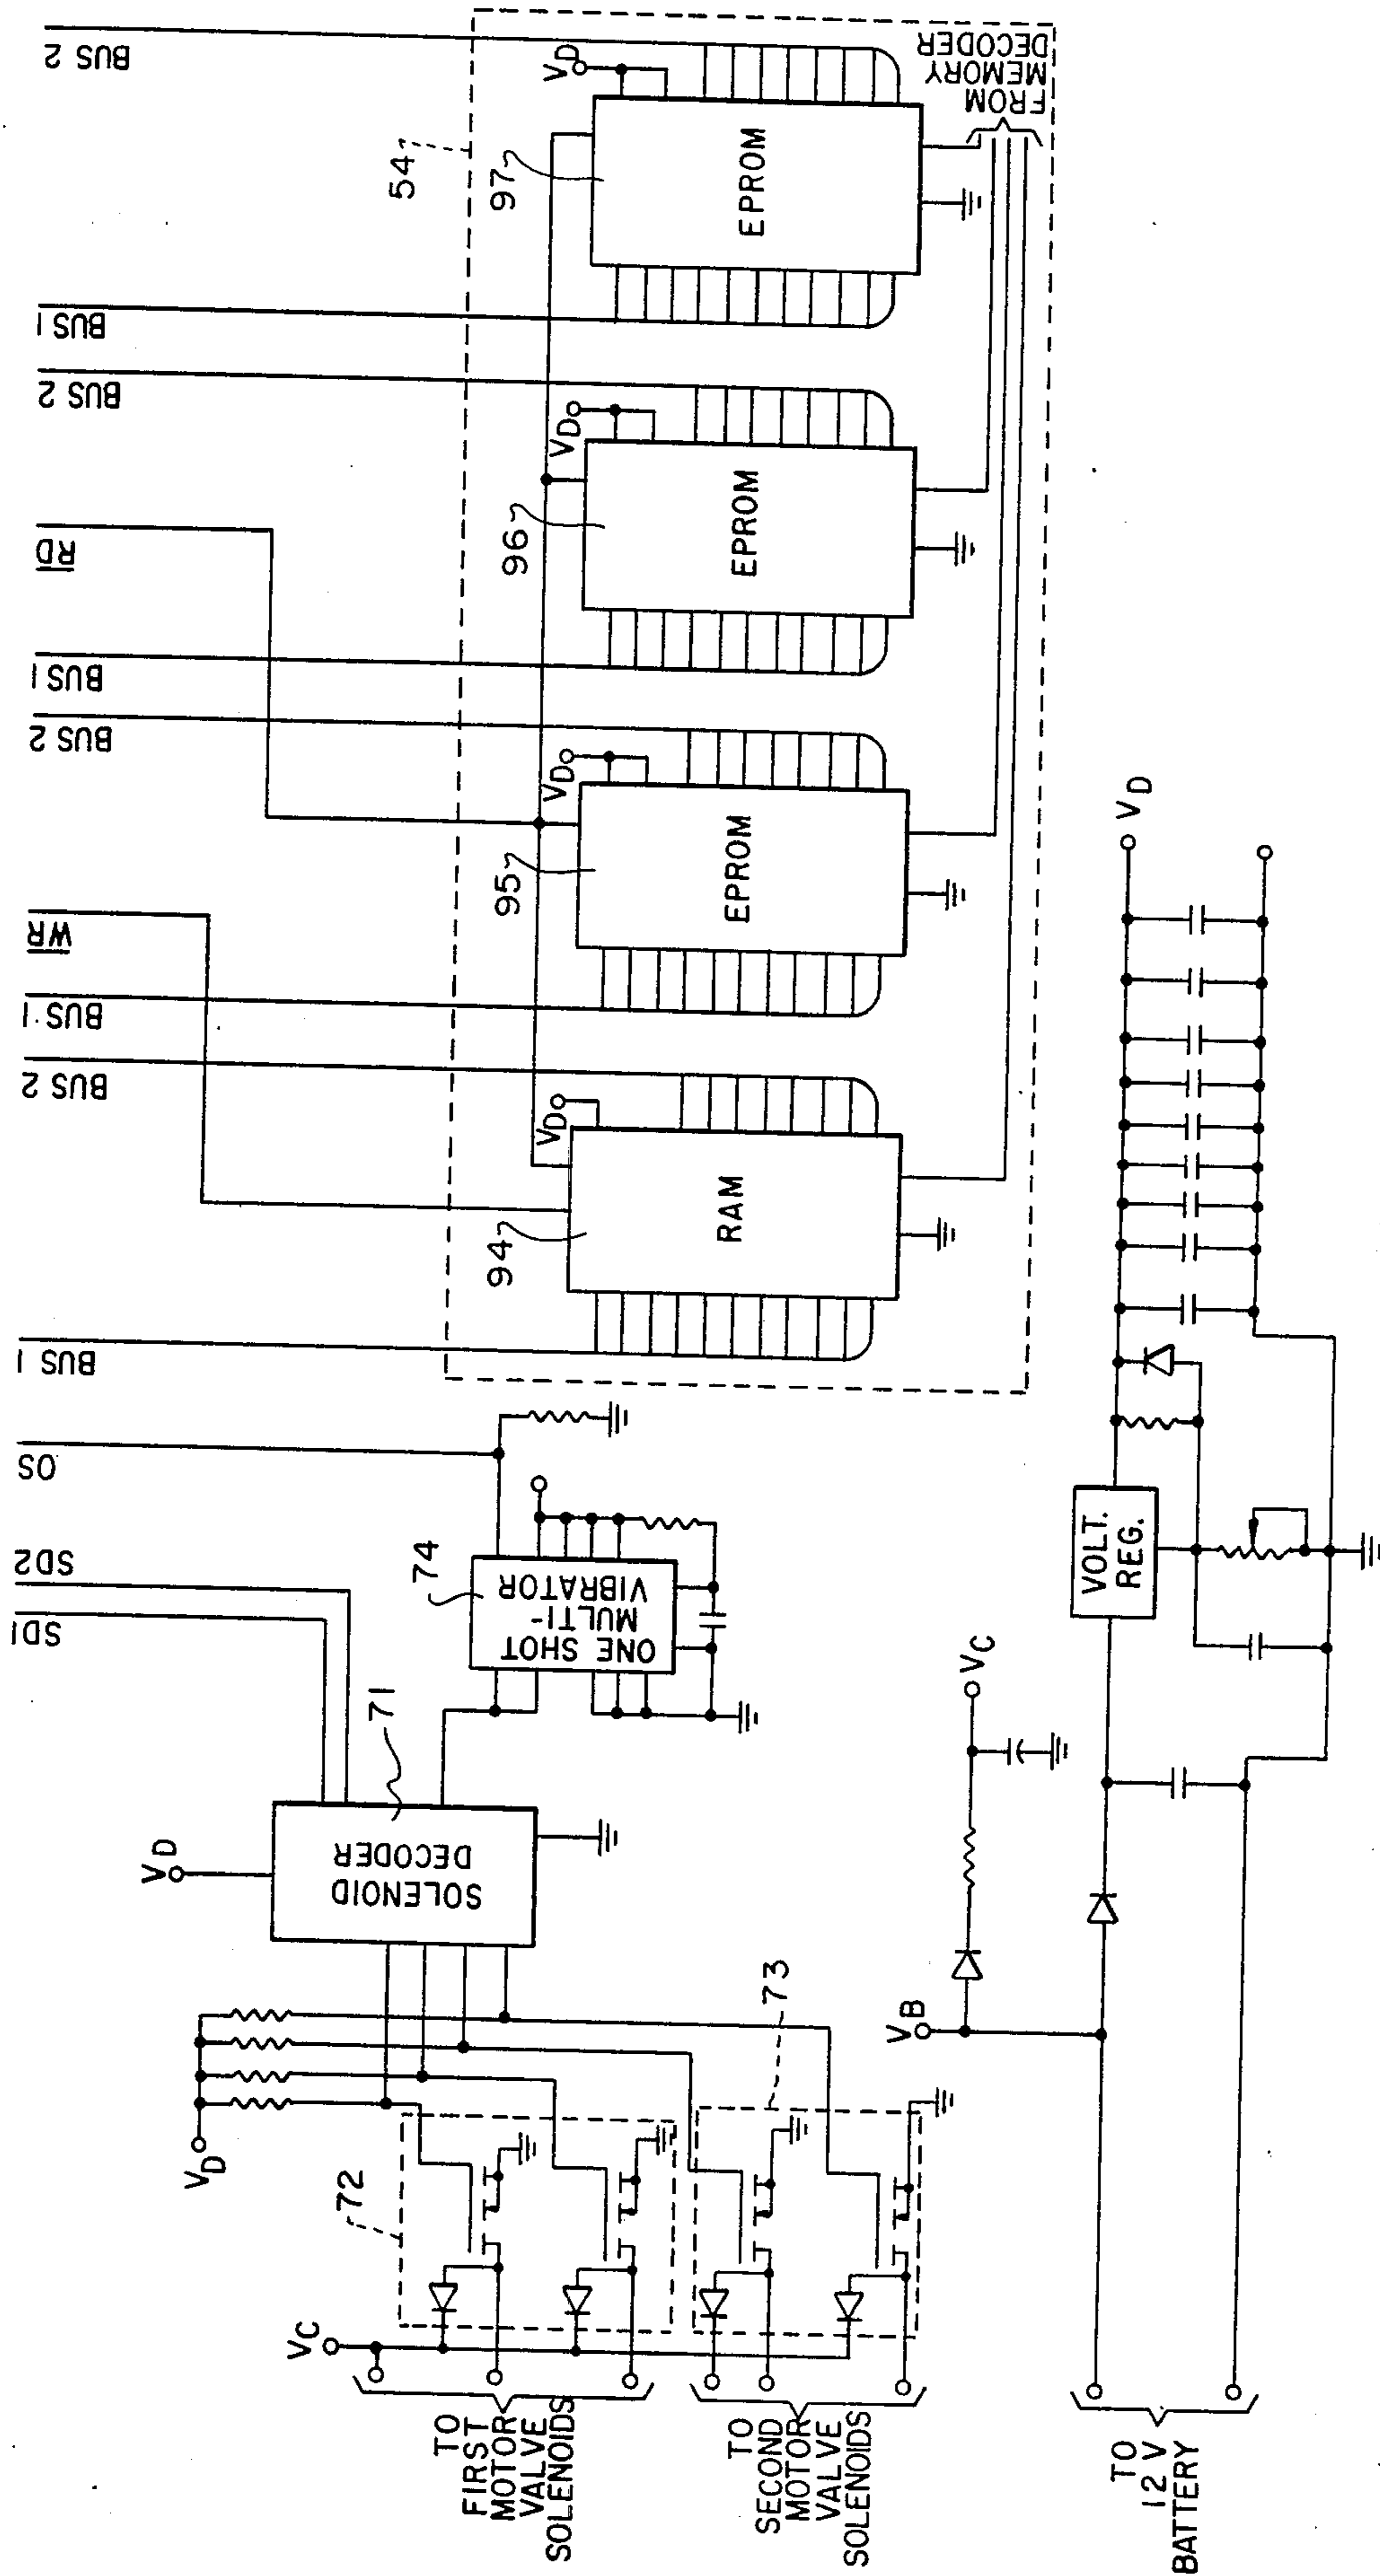 BUS 2
BUS 1
BUS 2
RD
BUS 1
BUS 2
WR
BUS 1
BUS 2
BUS 1
OS
SD2
SD1
54
FROM
MEMORY
DECODER
VD
97
EPROM
VD
96
EPROM
VD
95
EPROM
VD
94
RAM
74
ONE SHOT
MULTI-
VIBRATOR
71
VD
SOLENOID
DECODER
VD
72
73
VC
TO
FIRST
MOTOR
VALVE
SOLENOIDS
TO
SECOND
MOTOR
VALVE
SOLENOIDS
VB
VC
VOLT.
REG.
VD
TO
12 V
BATTERY